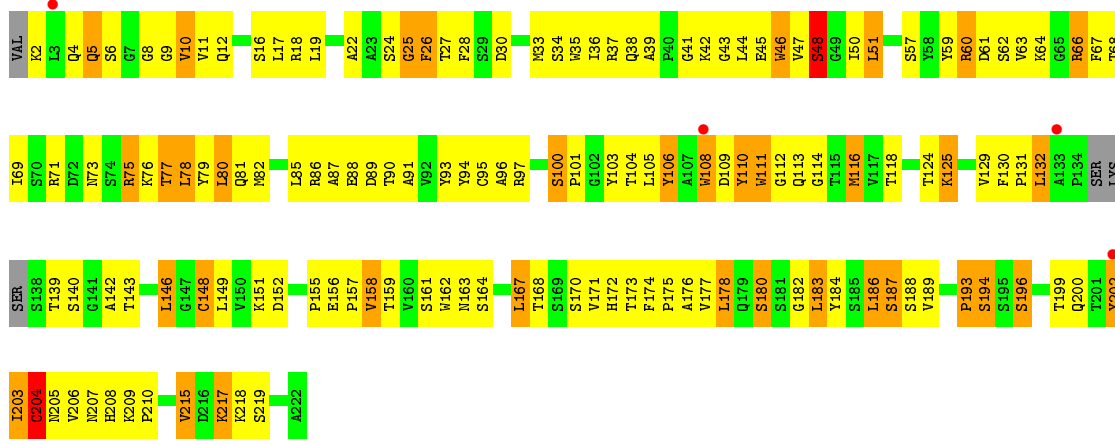 VAL K2 L3 Q4 Q5 S6 G7 G8 G9 V10 V11 Q12 S16 L17 R18 L19 A22 A23 S24 G25 F26 T27 F28 S29 D30 M33 S34 W35 I36 R37 Q38 A39 P40 G41 K42 G43 L44 E45 W46 V47 S48 G49 I50 L51 S57 Y58 Y59 R60 D61 S62 V63 K64 G65 R66 F67 T68
I69 S70 R71 D72 N73 S74 R75 K76 T77 L78 Y79 L80 Q81 M82 L85 R86 A87 E88 D89 T90 A91 V92 Y93 Y94 C95 A96 R97 S100 P101 G102 Y103 T104 L105 Y106 A107 W108 D109 Y110 W111 G112 Q113 G114 T115 M116 V117 T118 T124 K125 V129 F130 P131 L132 A133 P134 SER LYS
SER S138 T139 S140 G141 A142 T143 L146 G147 C148 L149 V150 K151 D152 P155 E156 P157 V158 T159 V160 S161 W162 N163 S164 L167 T168 S169 S170 V171 H172 T173 F174 P175 A176 V177 L178 Q179 S180 S181 G182 L183 Y184 S185 L186 S187 S188 V189 P193 S194 S195 S196 T199 Q200 T201 Y202
I203 C204 N205 V206 N207 H208 K209 P210 V215 D216 K217 K218 S219 A222